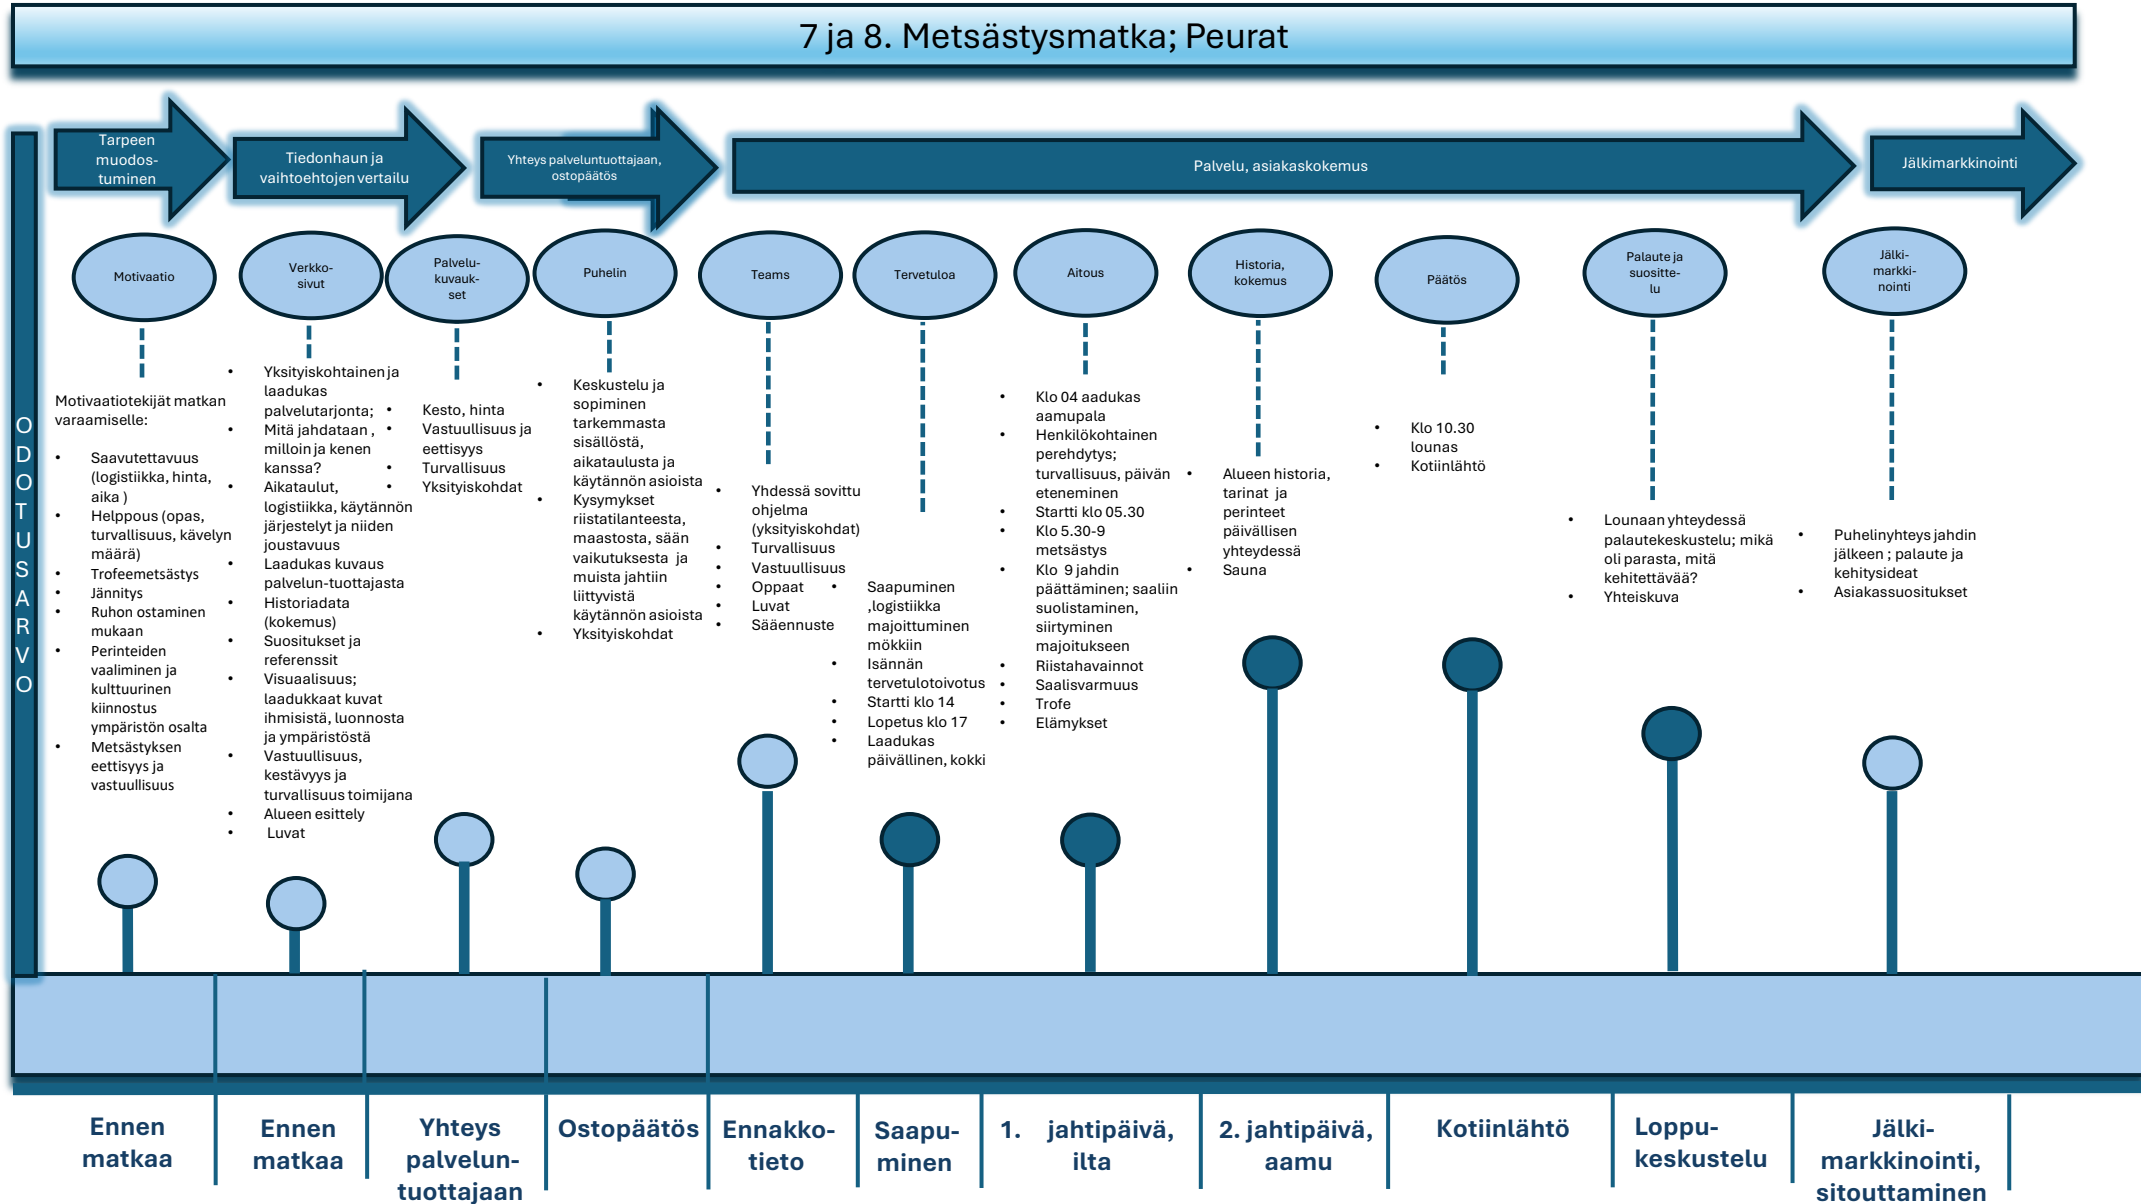 7 ja 8. Metsästysmatka; Peurat
Tarpeen
muodos-
tuminen
Tiedonhaun ja
vaihtoehtojen vertailu
Yhteys palveluntuottajaan,
ostopäätös
Palvelu, asiakaskokemus
Jälkimarkkinointi
O
D
O
T
U
S
A
R
V
O
Motivaatio
Verkko-
sivut
Palvelu-
kuvauk-
set
Puhelin
Teams
Tervetuloa
Aitous
Historia,
kokemus
Päätös
Palaute ja
suositte-
lu
Jälki-
markki-
nointi
Motivaatiotekijät matkan
varaamiselle:
• Saavutettavuus
(logistiikka, hinta,
aika )
• Helppous (opas,
turvallisuus, kävelyn
määrä)
• Trofeemetsästys
• Jännitys
• Ruhon ostaminen
mukaan
• Perinteiden
vaaliminen ja
kulttuurinen
kiinnostus
ympäristön osalta
• Metsästyksen
eettisyys ja
vastuullisuus
• Yksityiskohtainen ja
laadukas
palvelutarjonta;
• Mitä jahdataan ,
milloin ja kenen
kanssa?
• Aikataulut,
logistiikka, käytännön
järjestelyt ja niiden
joustavuus
• Laadukas kuvaus
palvelun-tuottajasta
• Historiadata
(kokemus)
• Suositukset ja
referenssit
• Visuaalisuus;
laadukkaat kuvat
ihmisistä, luonnosta
ja ympäristöstä
• Vastuullisuus,
kestävyys ja
turvallisuus toimijana
• Alueen esittely
• Luvat
• Kesto, hinta
• Vastuullisuus ja
eettisyys
• Turvallisuus
• Yksityiskohdat
• Keskustelu ja
sopiminen
tarkemmasta
sisällöstä,
aikataulusta ja
käytännön asioista
• Kysymykset
riistatilanteesta,
maastosta, sään
vaikutuksesta ja
muista jahtiin
liittyvistä
käytännön asioista
• Yksityiskohdat
• Yhdessä sovittu
ohjelma
(yksityiskohdat)
• Turvallisuus
• Vastuullisuus
• Oppaat
• Luvat
• Sääennuste
• Saapuminen
,logistiikka
majoittuminen
mökkiin
• Isännän
tervetulotoivotus
• Startti klo 14
• Lopetus klo 17
• Laadukas
päivällinen, kokki
• Klo 04 aadukas
aamupala
• Henkilökohtainen
perehdytys;
turvallisuus, päivän
eteneminen
• Startti klo 05.30
• Klo 5.30-9
metsästys
• Klo 9 jahdin
päättäminen; saaliin
suolistaminen,
siirtyminen
majoitukseen
• Riistahavainnot
• Saalisvarmuus
• Trofe
• Elämykset
• Alueen historia,
tarinat ja
perinteet
päivällisen
yhteydessä
• Sauna
• Klo 10.30
lounas
• Kotiinlähtö
• Lounaan yhteydessä
palautekeskustelu; mikä
oli parasta, mitä
kehitettävää?
• Yhteiskuva
• Puhelinyhteys jahdin
jälkeen ; palaute ja
kehitysideat
• Asiakassuositukset
Ennen
matkaa
Ennen
matkaa
Yhteys
palvelun-
tuottajaan
Ostopäätös
Ennakko-
tieto
Saapu-
minen
1. jahtipäivä,
ilta
2. jahtipäivä,
aamu
Kotiinlähtö
Loppu-
keskustelu
Jälki-
markkinointi,
sitouttaminen